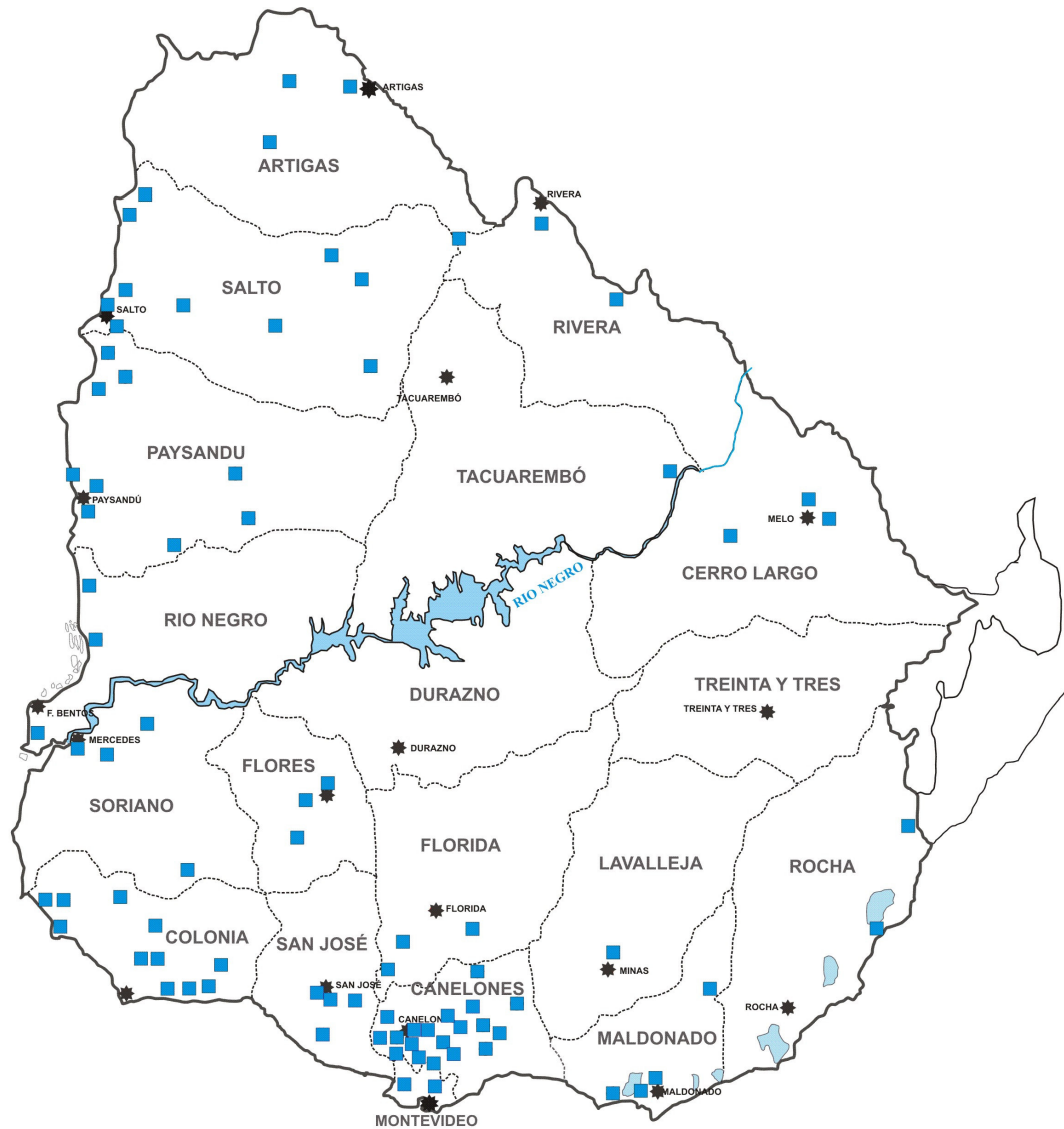 ARTIGAS
ARTIGAS
RIVERA
SALTO
SALTO
RIVERA
TACUAREMBÓ
PAYSANDU
TACUAREMBÓ
PAYSANDÚ
MELO
CERRO LARGO
RIO NEGRO
RIO NEGRO
DURAZNO
TREINTA Y TRES
TREINTA Y TRES
F. BENTOS
MERCEDES
DURAZNO
FLORES
SORIANO
FLORIDA
LAVALLEJA
ROCHA
FLORIDA
COLONIA
SAN JOSÉ
MINAS
SAN JOSÉ
CANELONES
ROCHA
CANELON
MALDONADO
MALDONADO
MONTEVIDEO